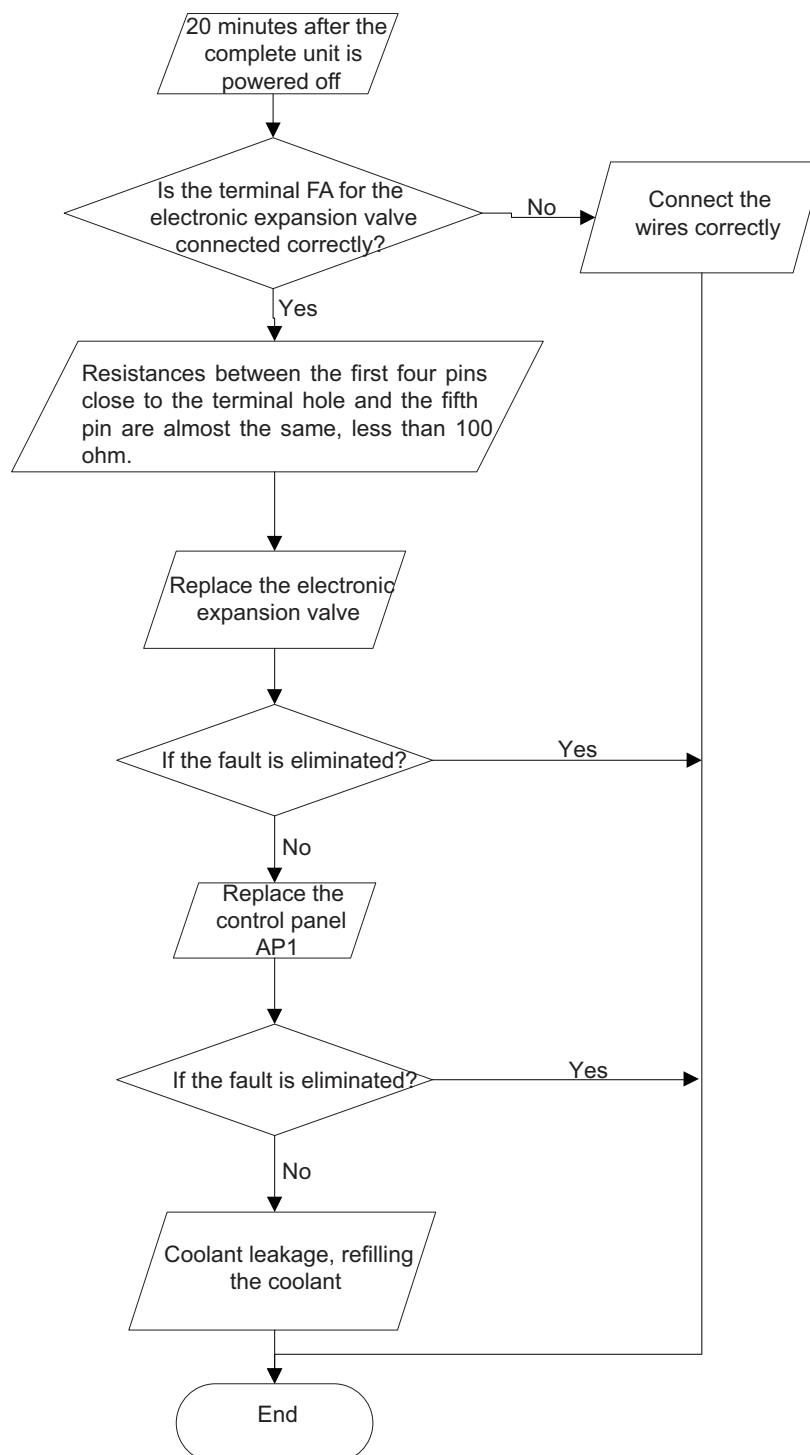 20 minutes after the
complete unit is
powered off
Is the terminal FA for the
electronic expansion valve
connected correctly?
No
Connect the
wires correctly
Yes
Resistances between the first four pins
close to the terminal hole and the fifth
pin are almost the same, less than 100
ohm.
Replace the electronic
expansion valve
If the fault is eliminated?
Yes
No
Replace the
control panel
AP1
If the fault is eliminated?
Yes
No
Coolant leakage, refilling
the coolant
End